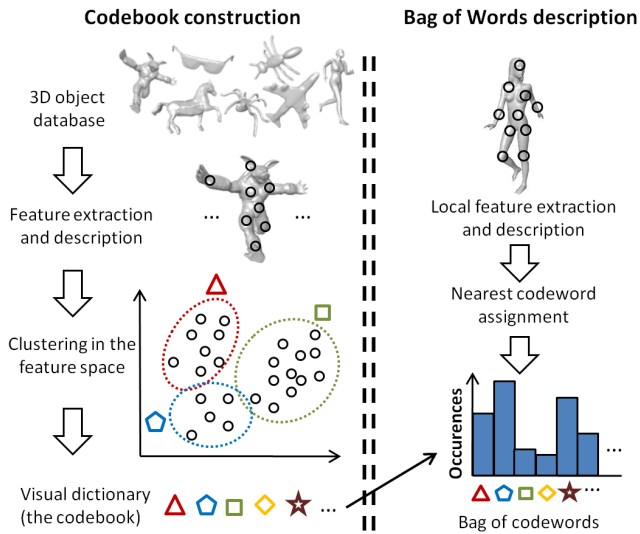 Codebook construction
3D object
database
Feature extraction
and description
...
...
Clustering in the
feature space
Visual dictionary
(the codebook)
...
Bag of Words description
Local feature extraction
and description
Nearest codeword
assignment
Occurences
...
...
Bag of codewords